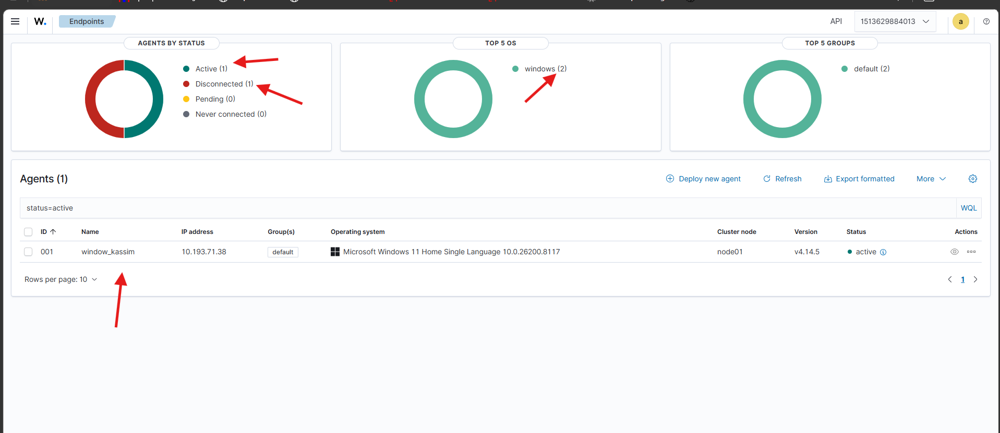 W.
Endpoints
API
1513629884013
a
AGENTS BY STATUS
Active (1)
Disconnected (1)
Pending (0)
Never connected (0)
TOP 5 OS
windows (2)
TOP 5 GROUPS
default (2)
Agents (1)
Deploy new agent
Refresh
Export formatted
More
status=active
WQL
ID Name IP address Group(s) Operating system Cluster node Version Status Actions
001 window_kassim 10.193.71.38 default Microsoft Windows 11 Home Single Language 10.0.26200.8117 node01 v4.14.5 active
Rows per page: 10
1